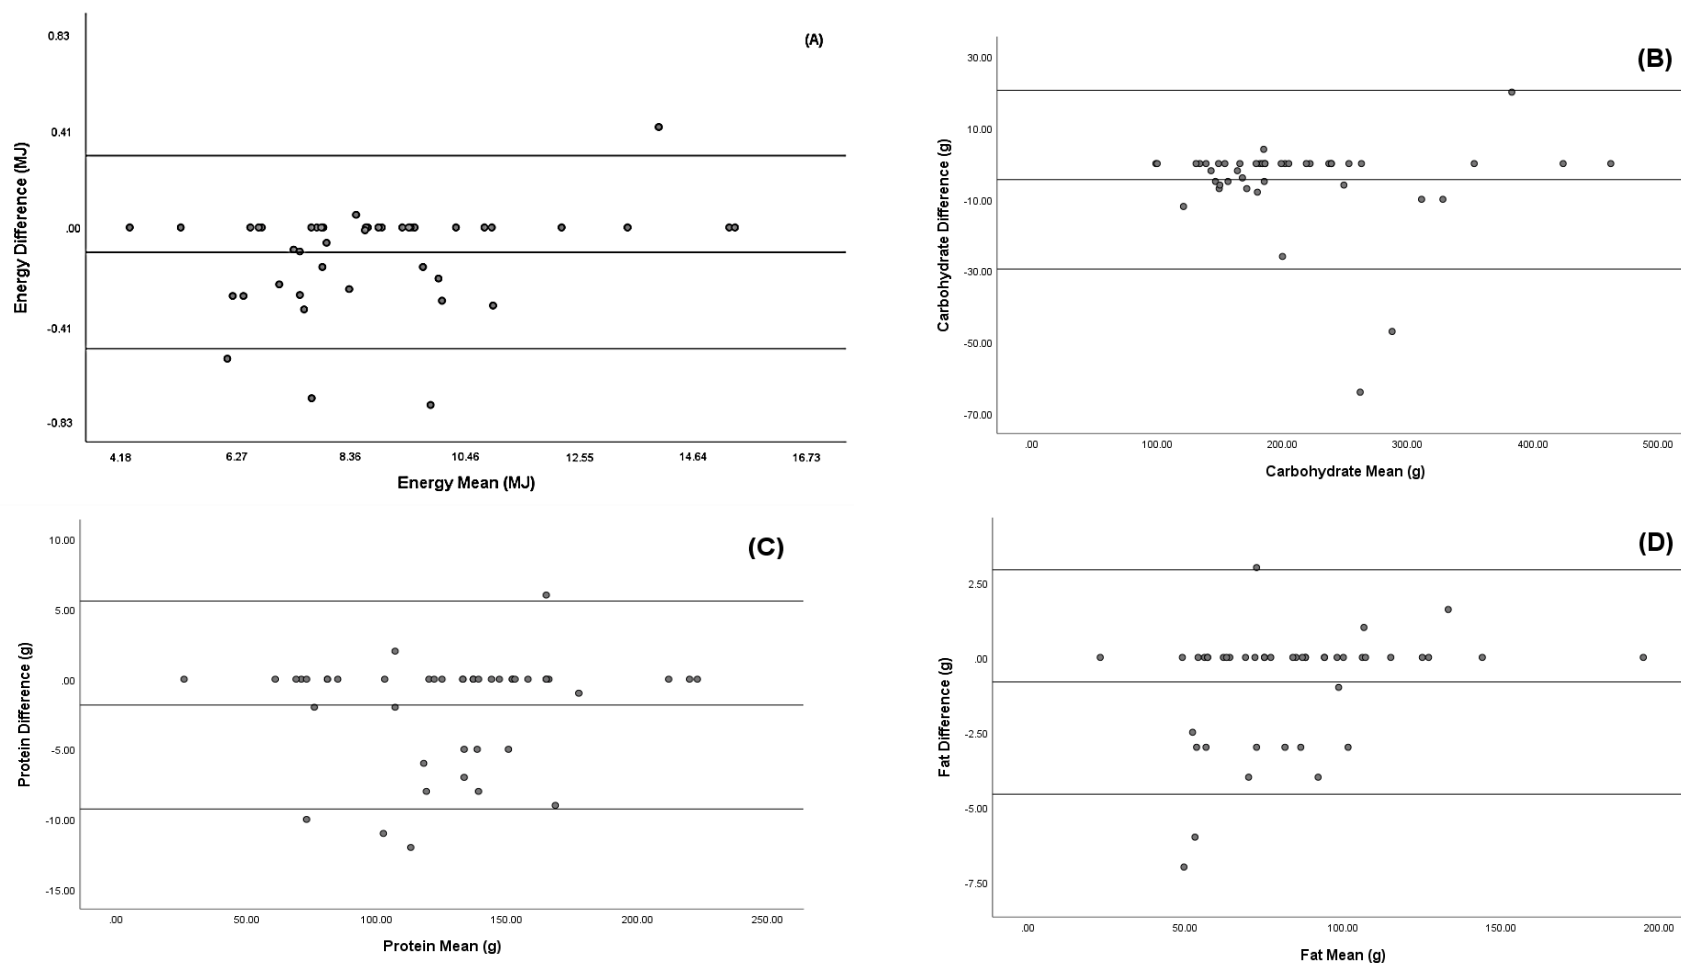 (A)
0.83
0.41
.00
-0.41
-0.83
Energy Difference (MJ)
4.18 6.27 8.36 10.46 12.55 14.64 16.73
Energy Mean (MJ)
(B)
30.00
10.00
-10.00
-30.00
-50.00
-70.00
Carbohydrate Difference (g)
.00 100.00 200.00 300.00 400.00 500.00
Carbohydrate Mean (g)
(C)
10.00
5.00
.00
-5.00
-10.00
-15.00
Protein Difference (g)
.00 50.00 100.00 150.00 200.00 250.00
Protein Mean (g)
(D)
2.50
.00
-2.50
-5.00
-7.50
Fat Difference (g)
.00 50.00 100.00 150.00 200.00
Fat Mean (g)